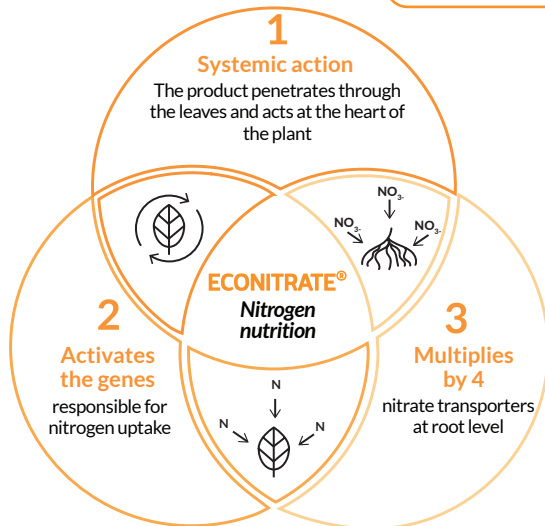 1
Systemic action
The product penetrates through
the leaves and acts at the heart of
the plant
NO3-
NO3-
NO3-
ECONITRATE®
Nitrogen
nutrition
2
Activates
the genes
responsible for
nitrogen uptake
3
Multiplies
by 4
nitrate transporters
at root level
N
N
N